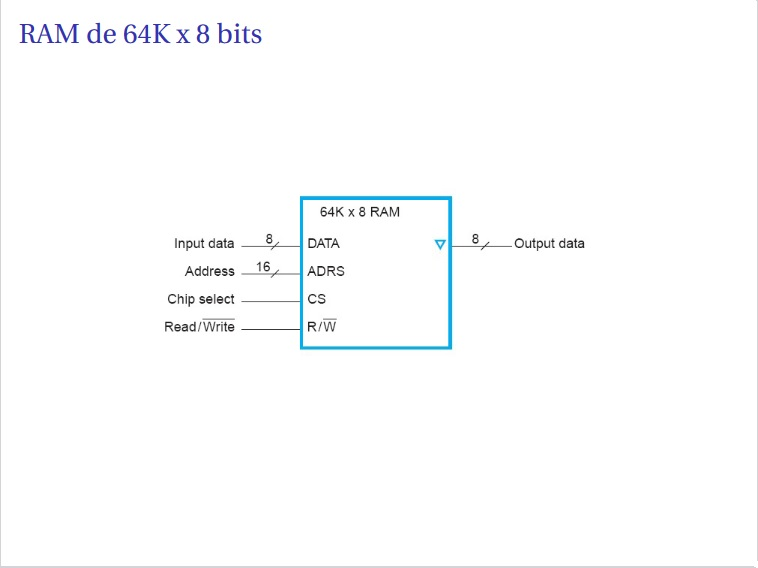 RAM de 64K x 8 bits
64K x 8 RAM
Input data 8 DATA 8 Output data
Address 16 ADRS
Chip select CS
Read/Write R/W